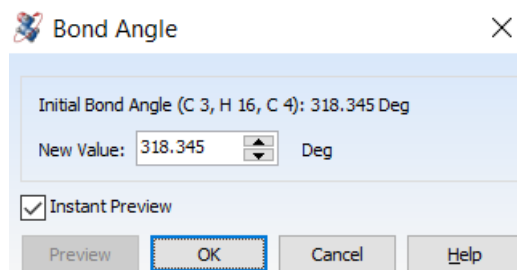 Bond Angle
Initial Bond Angle (C 3, H 16, C 4): 318.345 Deg
New Value: 318.345 Deg
Instant Preview
Preview OK Cancel Help